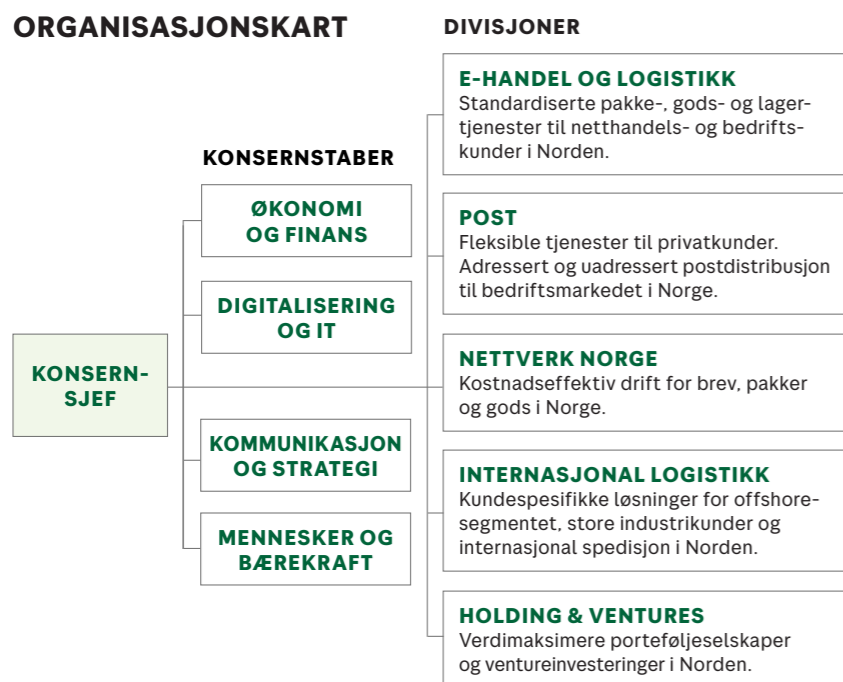 ORGANISASJONSKART
KONSERN-
SJEF
KONSERNSTABER
ØKONOMI
OG FINANS
DIGITALISERING
OG IT
KOMMUNIKASJON
OG STRATEGI
MENNESKER OG
BÆREKRAFT
DIVISJONER
E-HANDEL OG LOGISTIKK
Standardiserte pakke-, gods- og lager-
tjenester til netthandels- og bedrifts-
kunder i Norden.
POST
Fleksible tjenester til privatkunder.
Adressert og uadressert postdistribusjon
til bedriftsmarkedet i Norge.
NETTVERK NORGE
Kostnadseffektiv drift for brev, pakker
og gods i Norge.
INTERNASJONAL LOGISTIKK
Kundespesifikke løsninger for offshore-
segmentet, store industrikunder og
internasjonal spedisjon i Norden.
HOLDING & VENTURES
Verdimaksimere porteføljeselskaper
og ventureinvesteringer i Norden.